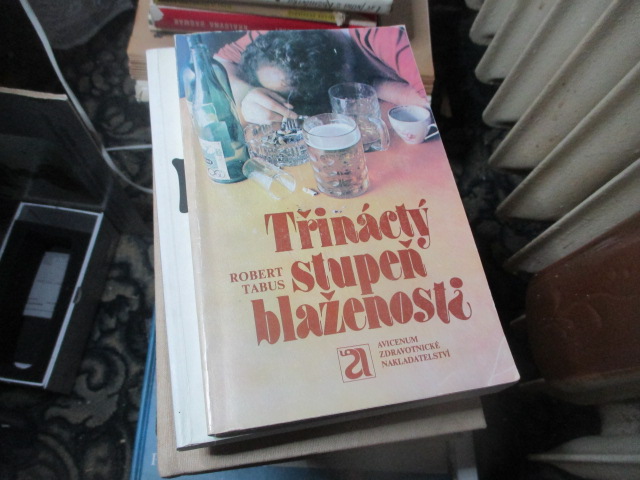 Třináctý
ROBERT
TABUS
stupeň
blaženosti
AVICENUM
ZDRAVOTNICKÉ
NAKLADATELSTVÍ